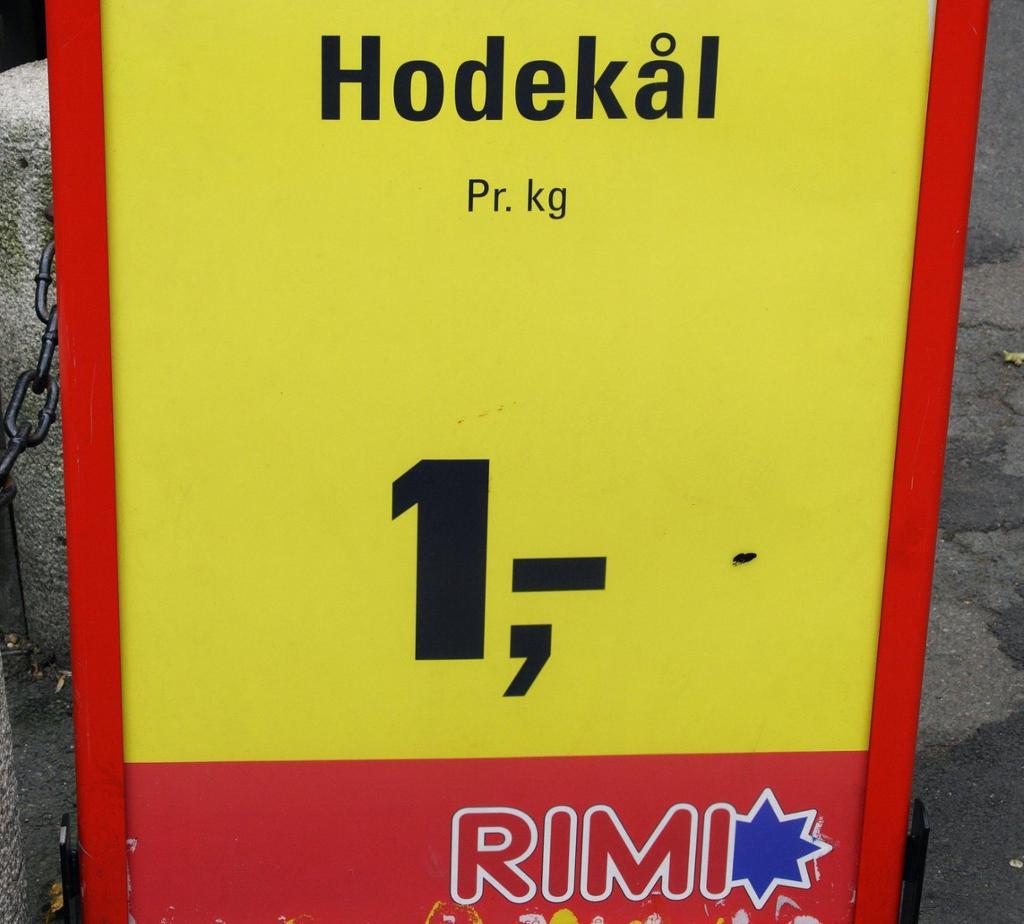 Hodekål
Pr. kg
1,-
RIMI